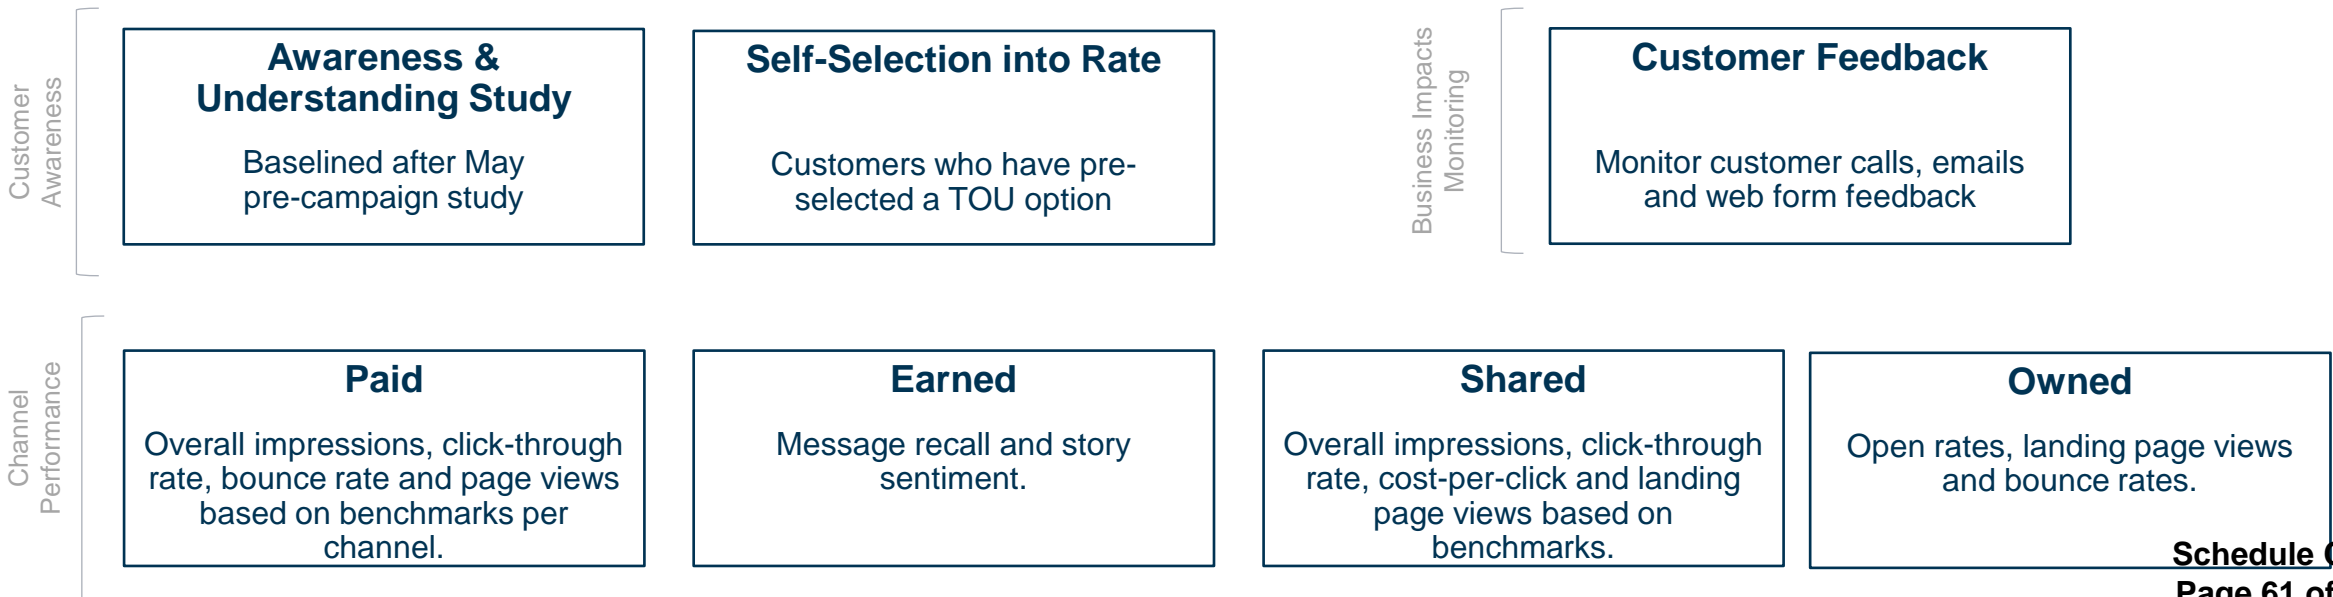 Customer
Awareness
Awareness &
Understanding Study
Baselined after May
pre-campaign study
Self-Selection into Rate
Customers who have pre-
selected a TOU option
Business Impacts
Monitoring
Customer Feedback
Monitor customer calls, emails
and web form feedback
Channel
Performance
Paid
Overall impressions, click-through
rate, bounce rate and page views
based on benchmarks per
channel.
Earned
Message recall and story
sentiment.
Shared
Overall impressions, click-through
rate, cost-per-click and landing
page views based on
benchmarks.
Owned
Open rates, landing page views
and bounce rates.
Schedule
Page 61 of